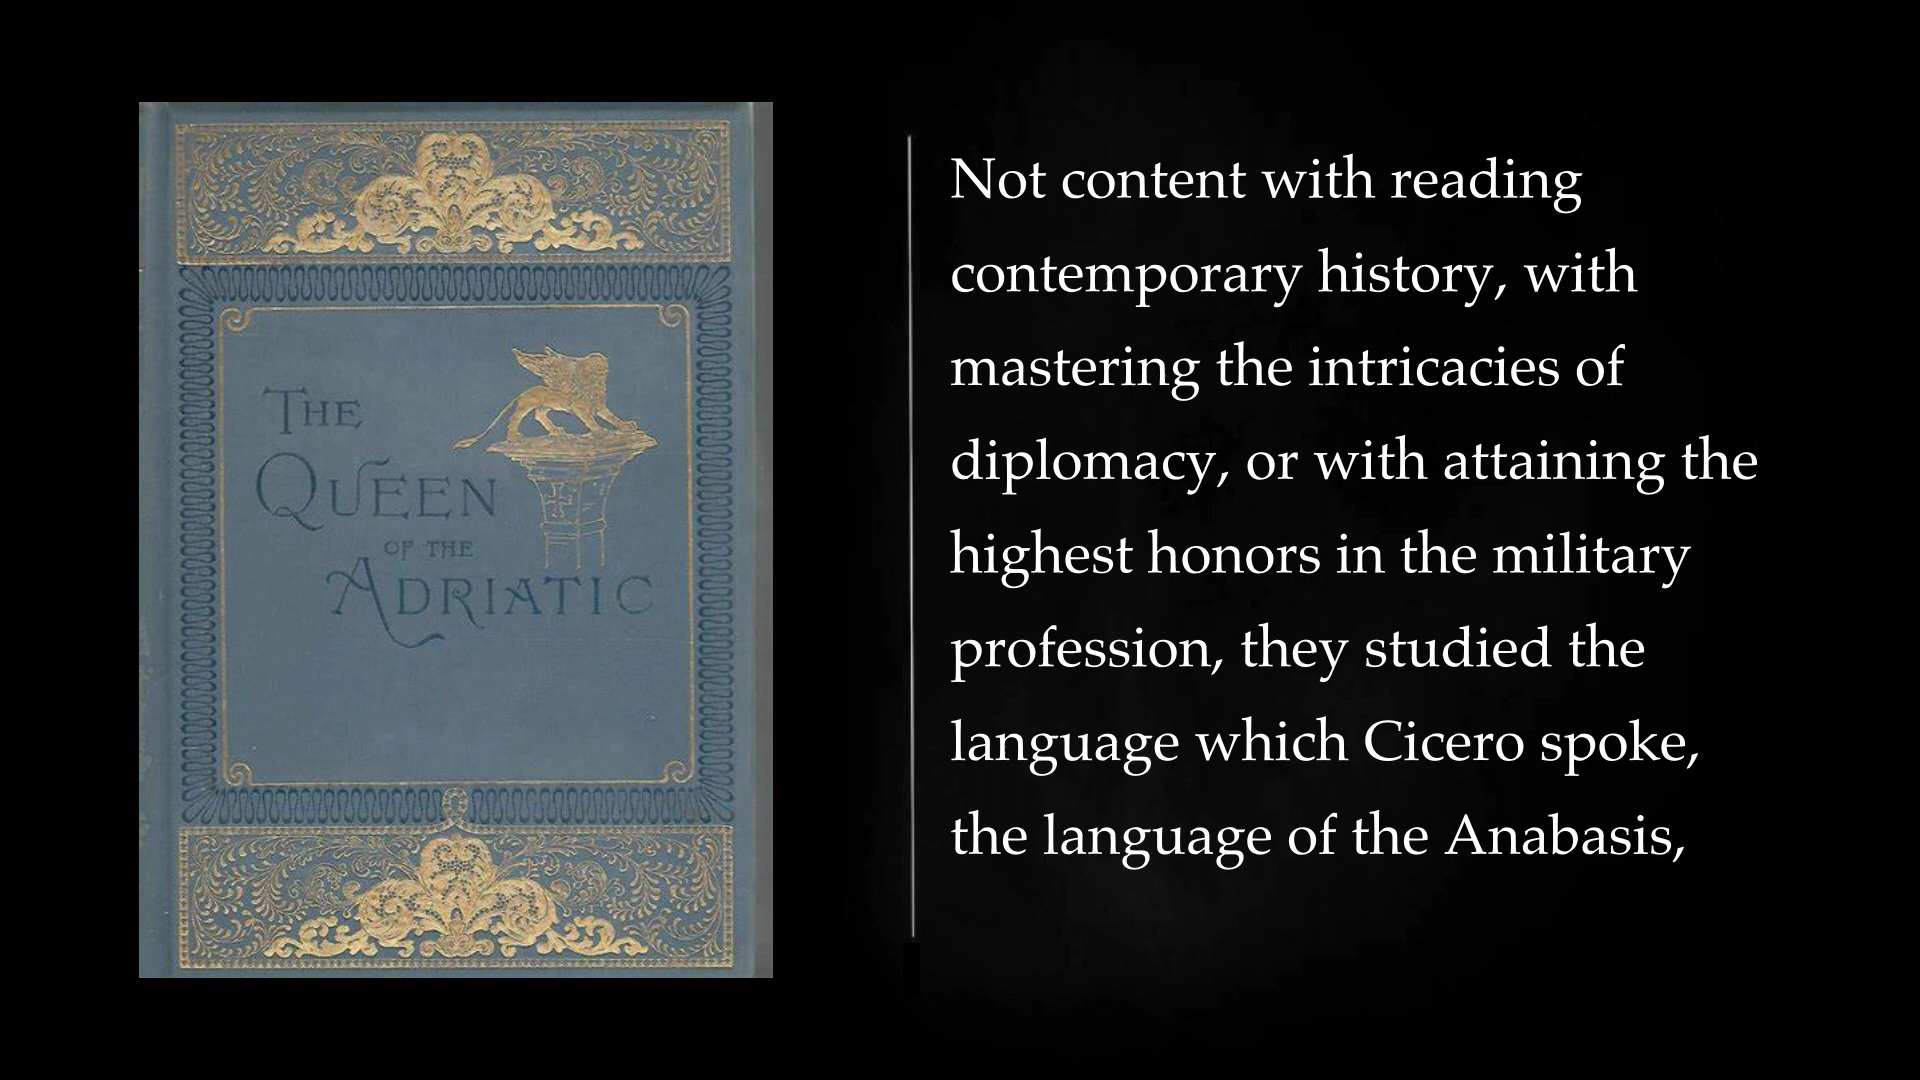 The
Queen
of the
Adriatic
Not content with reading
contemporary history, with
mastering the intricacies of
diplomacy, or with attaining the
highest honors in the military
profession, they studied the
language which Cicero spoke,
the language of the Anabasis,